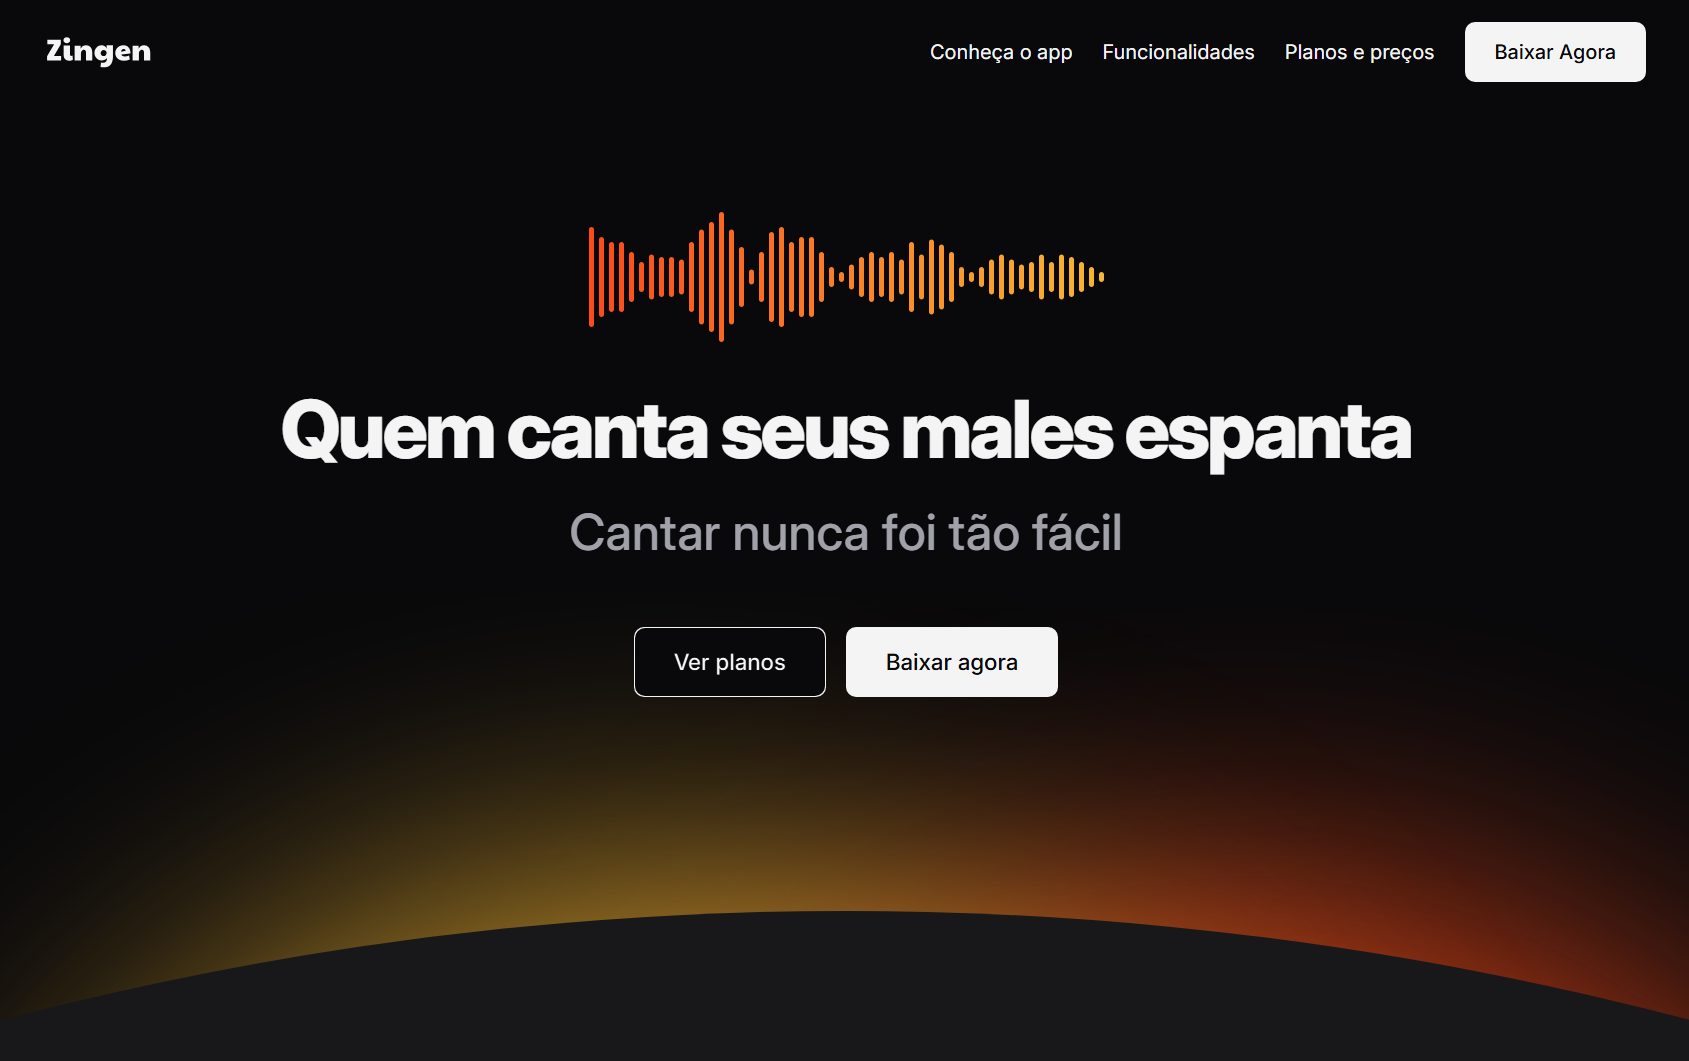 Zingen
Conheça o app
Funcionalidades
Planos e preços
Baixar Agora
Quem canta seus males espanta
Cantar nunca foi tão fácil
Ver planos
Baixar agora